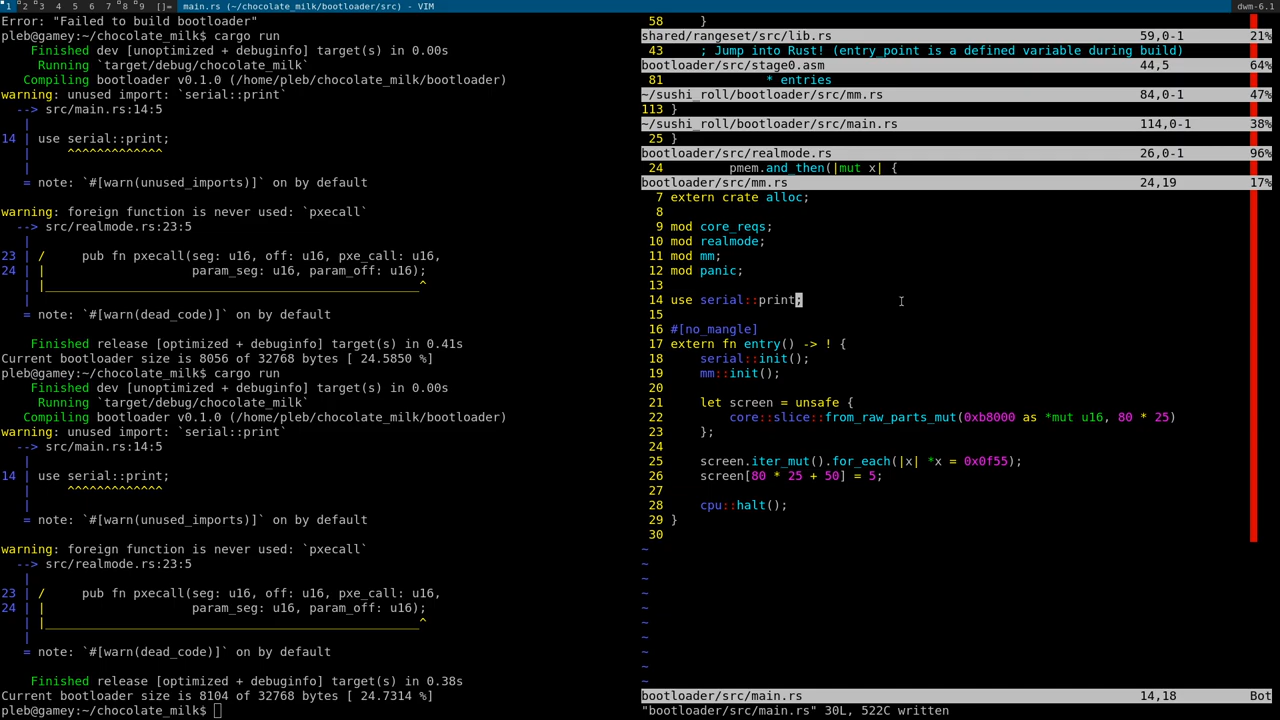 1 2 3 4 5 6 7 8 9 []= main.rs (~/chocolate_milk/bootloader/src) - VIM dwm-6.1
Error: "Failed to build bootloader"
pleb@gamey:~/chocolate_milk$ cargo run
    Finished dev [unoptimized + debuginfo] target(s) in 0.00s
     Running `target/debug/chocolate_milk`
   Compiling bootloader v0.1.0 (/home/pleb/chocolate_milk/bootloader)
warning: unused import: `serial::print`
  --> src/main.rs:14:5
   |
14 | use serial::print;
   |     ^^^^^^^^^^^^^
   |
   = note: `#[warn(unused_imports)]` on by default
warning: foreign function is never used: `pxecall`
  --> src/realmode.rs:23:5
   |
23 | /     pub fn pxecall(seg: u16, off: u16, pxe_call: u16,
24 | |                    param_seg: u16, param_off: u16);
   | |___________________________________________________^
   |
   = note: `#[warn(dead_code)]` on by default
    Finished release [optimized + debuginfo] target(s) in 0.41s
Current bootloader size is 8056 of 32768 bytes [ 24.5850 %]
pleb@gamey:~/chocolate_milk$ cargo run
    Finished dev [unoptimized + debuginfo] target(s) in 0.00s
     Running `target/debug/chocolate_milk`
   Compiling bootloader v0.1.0 (/home/pleb/chocolate_milk/bootloader)
warning: unused import: `serial::print`
  --> src/main.rs:14:5
   |
14 | use serial::print;
   |     ^^^^^^^^^^^^^
   |
   = note: `#[warn(unused_imports)]` on by default
warning: foreign function is never used: `pxecall`
  --> src/realmode.rs:23:5
   |
23 | /     pub fn pxecall(seg: u16, off: u16, pxe_call: u16,
24 | |                    param_seg: u16, param_off: u16);
   | |___________________________________________________^
   |
   = note: `#[warn(dead_code)]` on by default
    Finished release [optimized + debuginfo] target(s) in 0.38s
Current bootloader size is 8104 of 32768 bytes [ 24.7314 %]
pleb@gamey:~/chocolate_milk$
 58     }
shared/rangeset/src/lib.rs 59,0-1 21%
 43     ; Jump into Rust! (entry_point is a defined variable during build)
bootloader/src/stage0.asm 44,5 64%
 81             * entries
~/sushi_roll/bootloader/src/mm.rs 84,0-1 47%
113 }
~/sushi_roll/bootloader/src/main.rs 114,0-1 38%
 25 }
bootloader/src/realmode.rs 26,0-1 96%
 24         pmem.and_then(|mut x| {
bootloader/src/mm.rs 24,19 17%
  7 extern crate alloc;
  8
  9 mod core_reqs;
 10 mod realmode;
 11 mod mm;
 12 mod panic;
 13
 14 use serial::print;
 15
 16 #[no_mangle]
 17 extern fn entry() -> ! {
 18     serial::init();
 19     mm::init();
 20
 21     let screen = unsafe {
 22         core::slice::from_raw_parts_mut(0xb8000 as *mut u16, 80 * 25)
 23     };
 24
 25     screen.iter_mut().for_each(|x| *x = 0x0f55);
 26     screen[80 * 25 + 50] = 5;
 27
 28     cpu::halt();
 29 }
 30
~
~
~
~
~
~
~
~
~
~
bootloader/src/main.rs 14,18 Bot
"bootloader/src/main.rs" 30L, 522C written